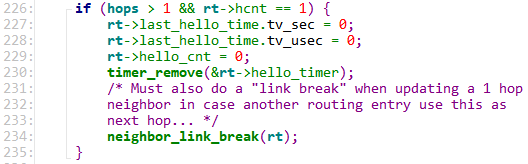 226: if (hops > 1 && rt->hcnt == 1) {
227: rt->last_hello_time.tv_sec = 0;
228: rt->last_hello_time.tv_usec = 0;
229: rt->hello_cnt = 0;
230: timer_remove(&rt->hello_timer);
231: /* Must also do a "link break" when updating a 1 hop
232: neighbor in case another routing entry use this as
233: next hop... */
234: neighbor_link_break(rt);
235: }